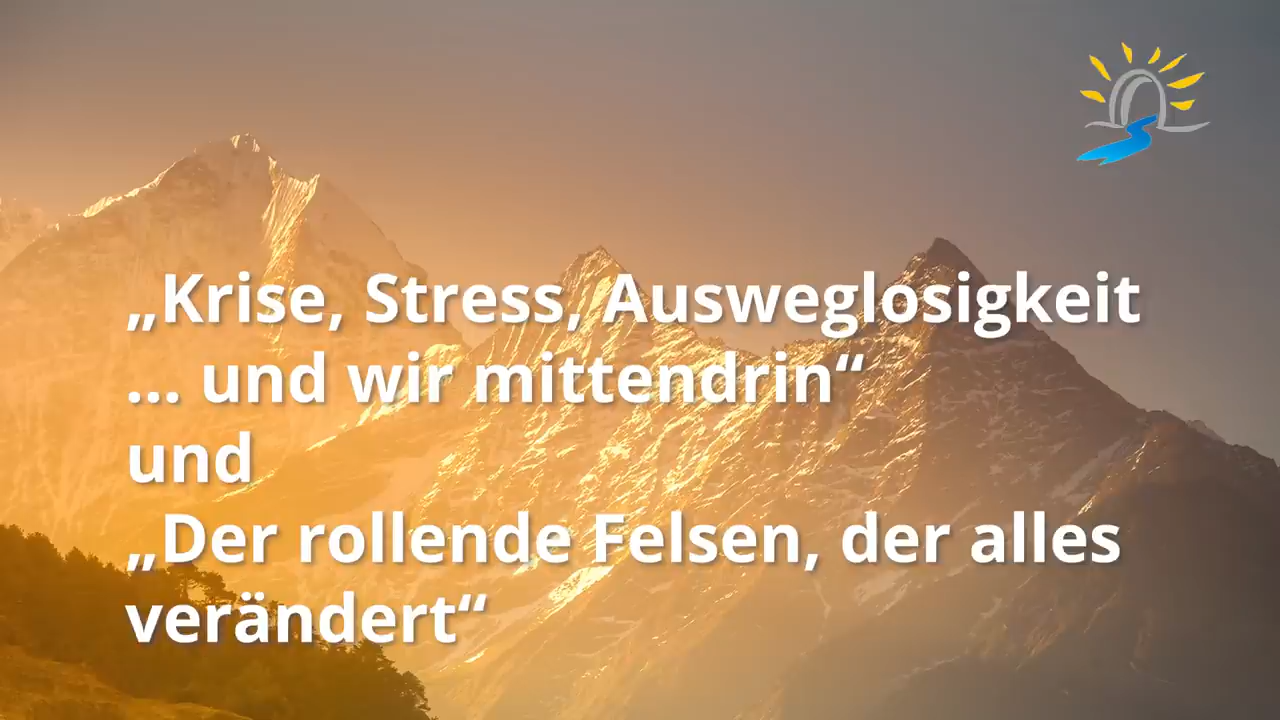 „Krise, Stress, Ausweglosigkeit
... und wir mittendrin“
und
„Der rollende Felsen, der alles
verändert“